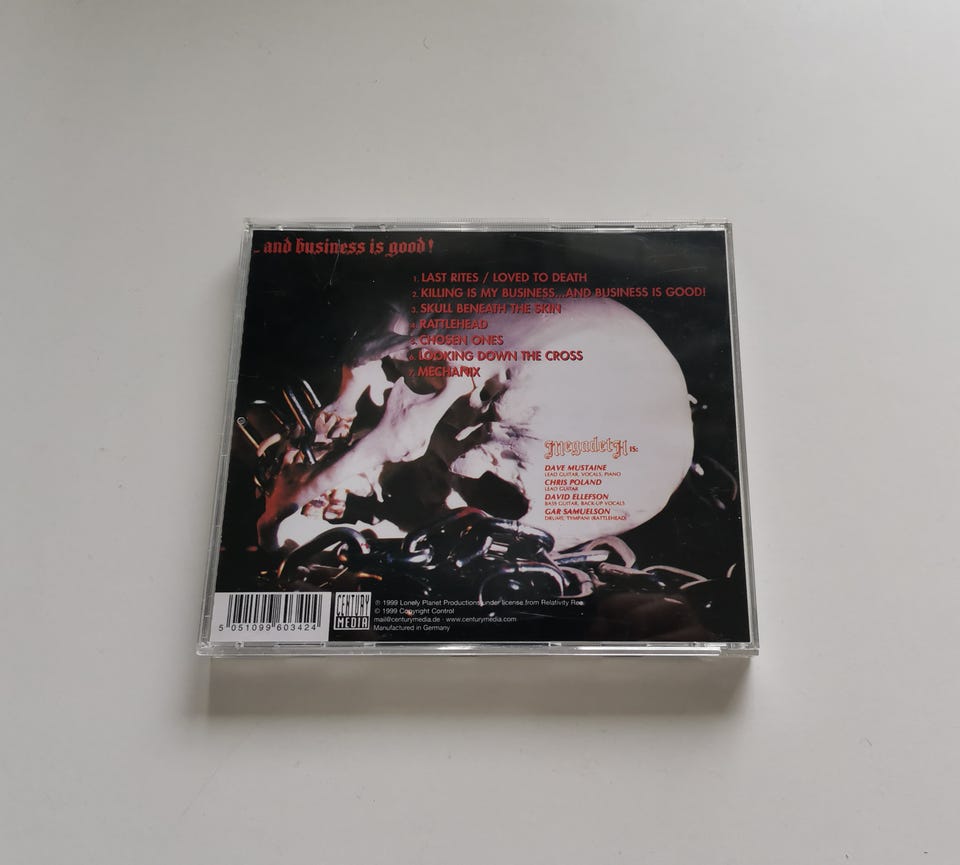 ... and business is good!
1. LAST RITES / LOVED TO DEATH
2. KILLING IS MY BUSINESS...AND BUSINESS IS GOOD!
3. SKULL BENEATH THE SKIN
4. RATTLEHEAD
5. CHOSEN ONES
6. LOOKING DOWN THE CROSS
7. MECHANIX
Megadeth IS:
DAVE MUSTAINE
LEAD GUITAR, VOCALS, PIANO
CHRIS POLAND
LEAD GUITAR
DAVID ELLEFSON
BASS GUITAR, BACK-UP VOCALS
GAR SAMUELSON
DRUMS, TYMPANI (RATTLEHEAD)
5 051099 603424
CENTURY
MEDIA
℗ 1999 Lonely Planet Productions under license from Relativity Rec.
© 1999 Copyright Control
mail@centurymedia.de · www.centurymedia.com
Manufactured in Germany